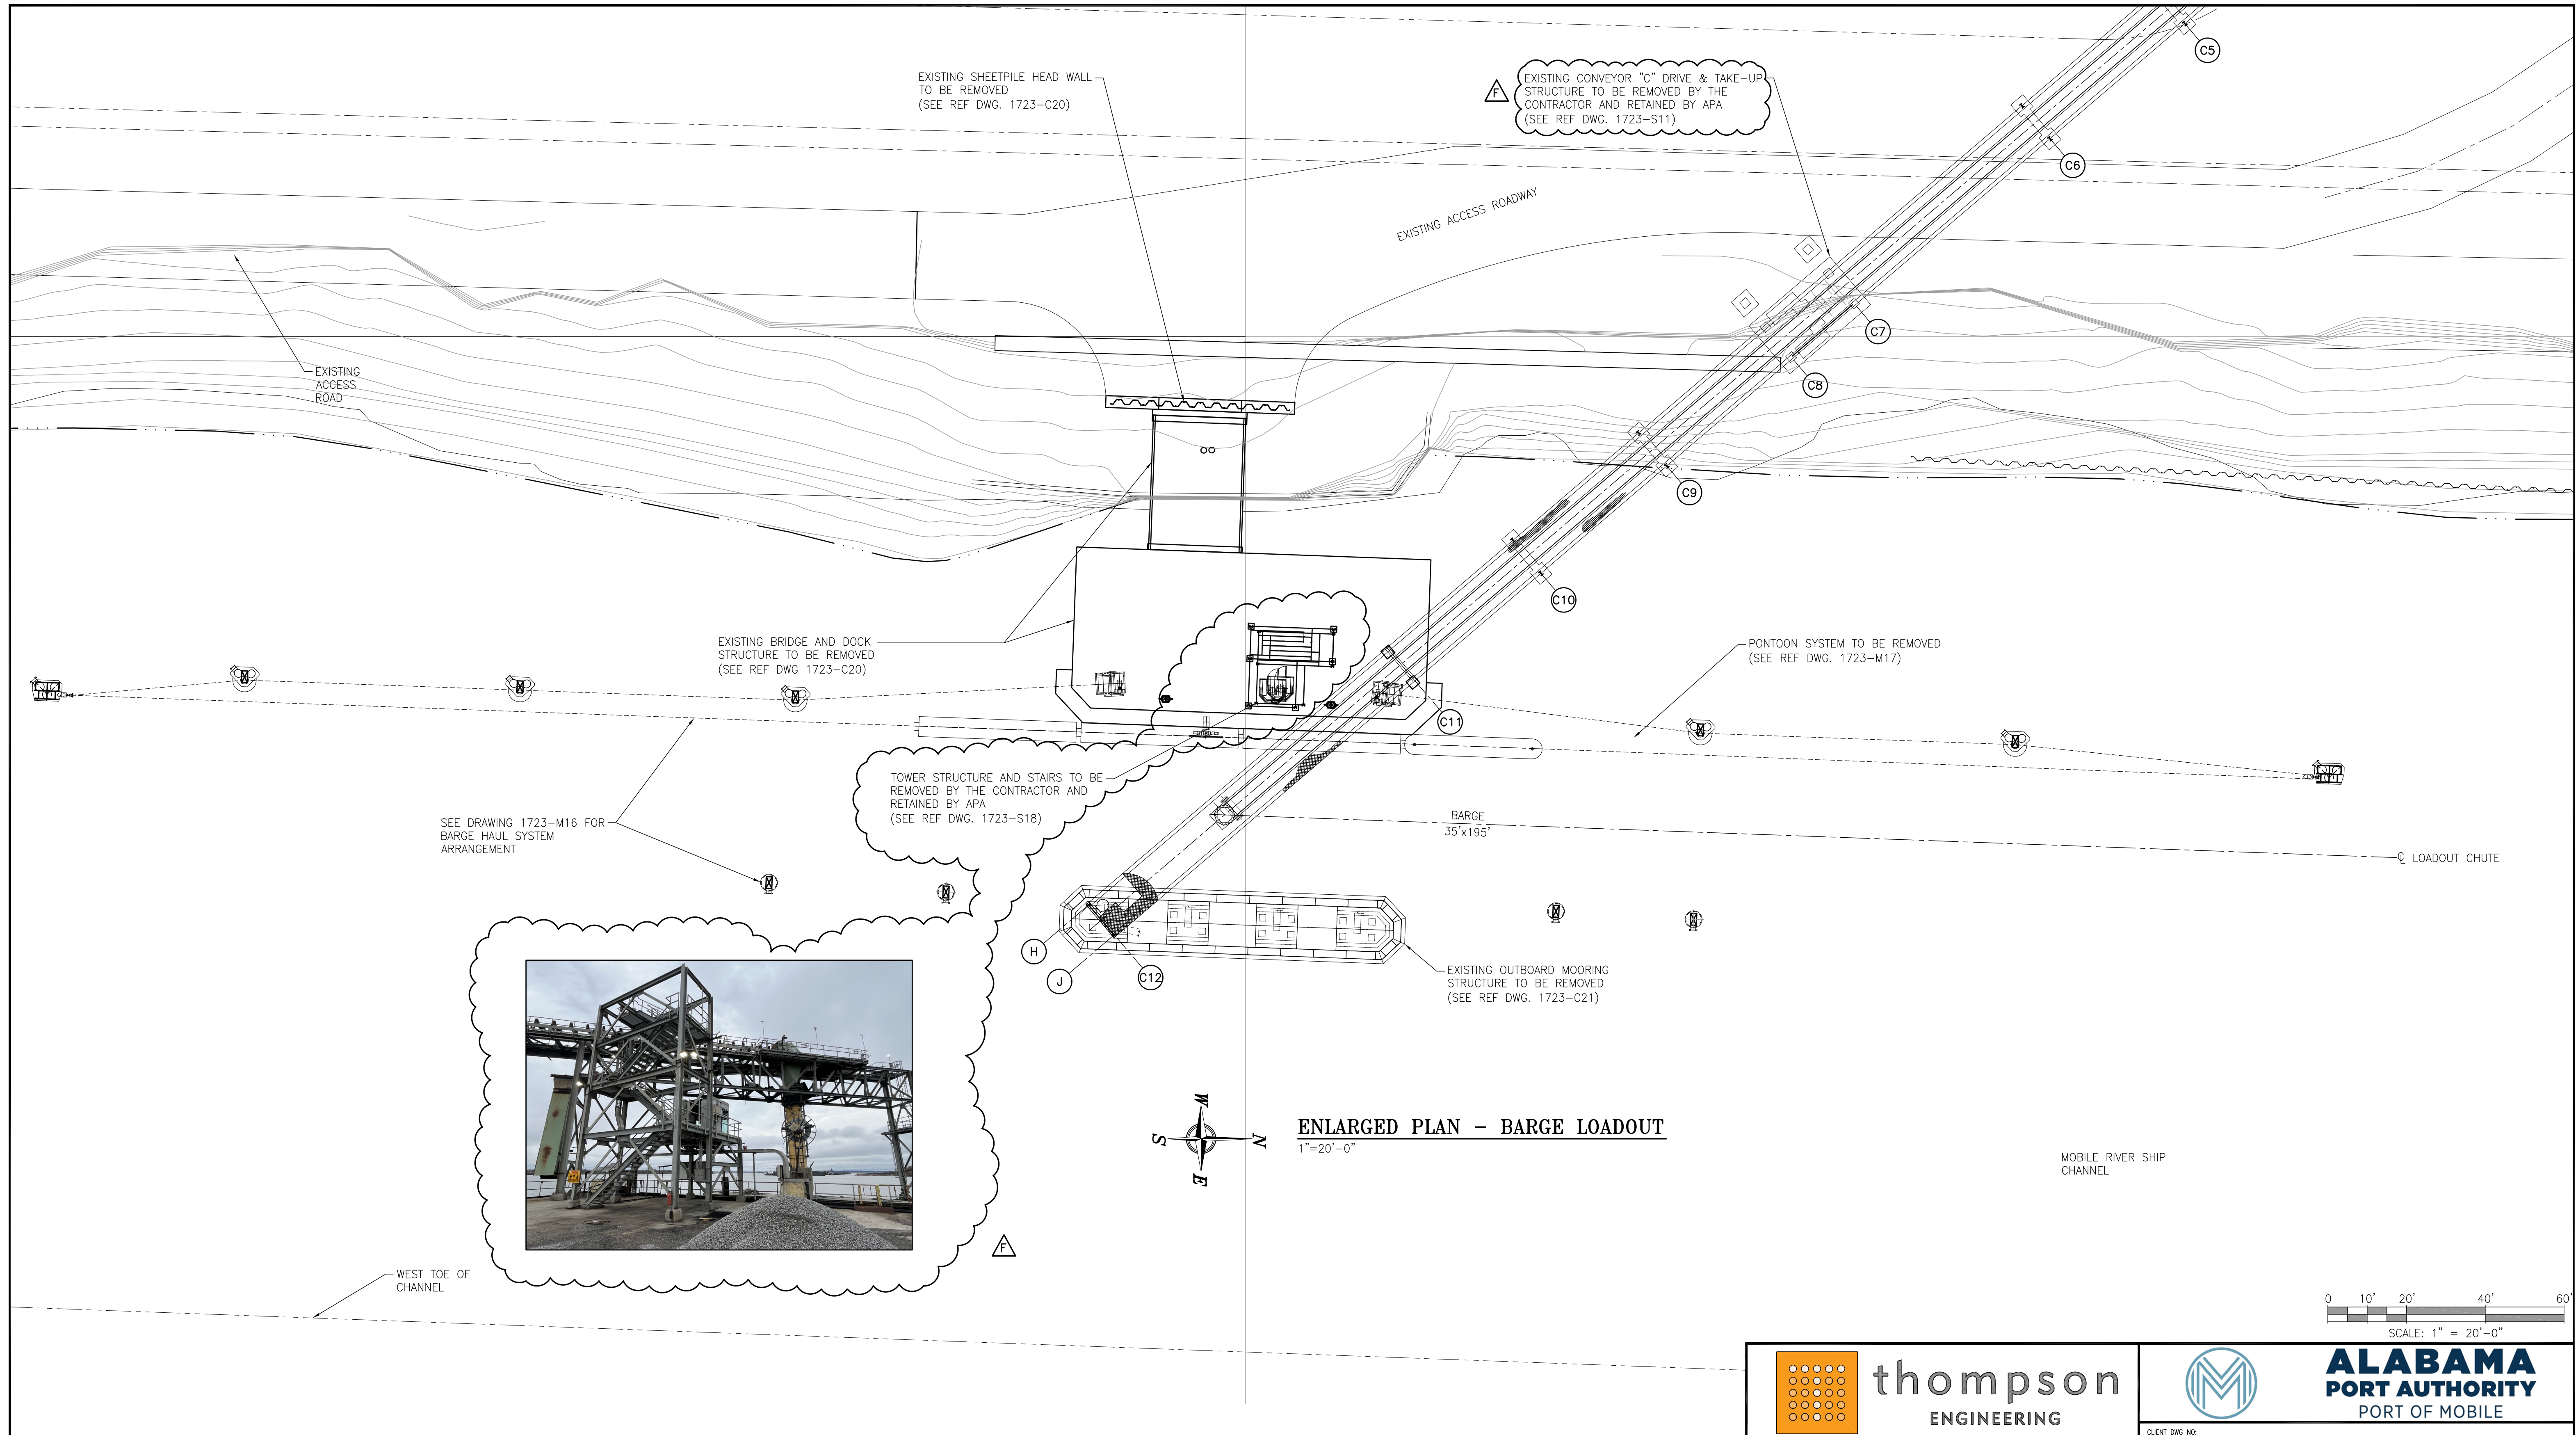 EXISTING SHEETPILE HEAD WALL
TO BE REMOVED
(SEE REF DWG. 1723-C20)
F
EXISTING CONVEYOR "C" DRIVE & TAKE-UP
STRUCTURE TO BE REMOVED BY THE
CONTRACTOR AND RETAINED BY APA
(SEE REF DWG. 1723-S11)
C5
C6
EXISTING ACCESS ROADWAY
C7
C8
EXISTING
ACCESS
ROAD
C9
C10
EXISTING BRIDGE AND DOCK
STRUCTURE TO BE REMOVED
(SEE REF DWG 1723-C20)
PONTOON SYSTEM TO BE REMOVED
(SEE REF DWG. 1723-M17)
C11
TOWER STRUCTURE AND STAIRS TO BE
REMOVED BY THE CONTRACTOR AND
RETAINED BY APA
(SEE REF DWG. 1723-S18)
SEE DRAWING 1723-M16 FOR
BARGE HAUL SYSTEM
ARRANGEMENT
BARGE
35'x195'
℄ LOADOUT CHUTE
3
H
J
C12
EXISTING OUTBOARD MOORING
STRUCTURE TO BE REMOVED
(SEE REF DWG. 1723-C21)
W
S
N
E
ENLARGED PLAN - BARGE LOADOUT
1"=20'-0"
MOBILE RIVER SHIP
CHANNEL
F
WEST TOE OF
CHANNEL
0 10' 20' 40' 60'
SCALE: 1" = 20'-0"
thompson
ENGINEERING
M
ALABAMA
PORT AUTHORITY
PORT OF MOBILE
CLIENT DWG NO: